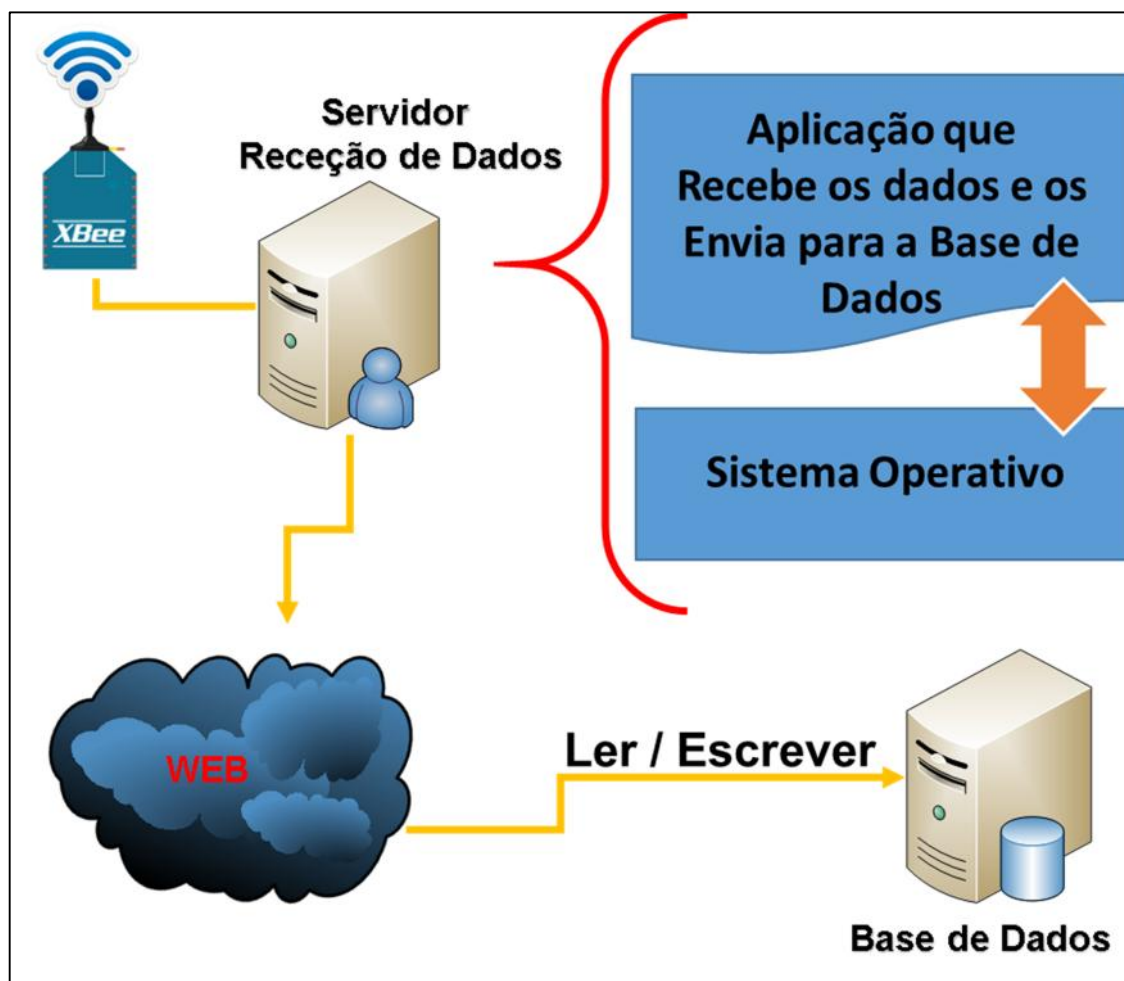 XBee
Servidor
Receção de Dados
Aplicação que
Recebe os dados e os
Envia para a Base de
Dados
Sistema Operativo
WEB
Ler / Escrever
Base de Dados